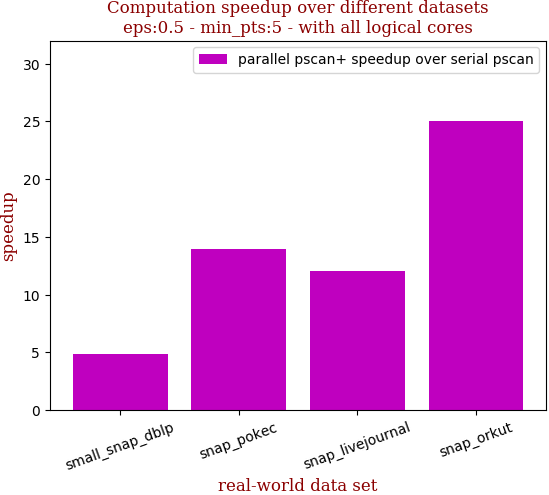 Computation speedup over different datasets
eps:0.5 - min_pts:5 - with all logical cores
parallel pscan+ speedup over serial pscan
speedup
30
25
20
15
10
5
0
small_snap_dblp
snap_pokec
snap_livejournal
snap_orkut
real-world data set